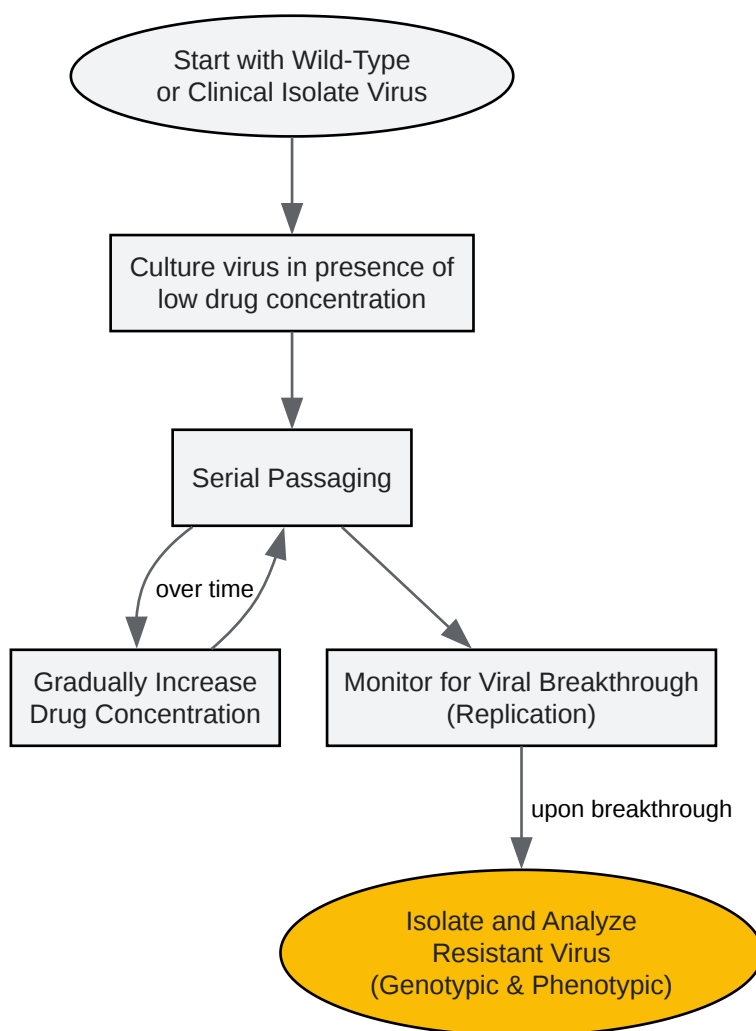 Start with Wild-Type
or Clinical Isolate Virus
Culture virus in presence of
low drug concentration
Serial Passaging
over time
Gradually Increase
Drug Concentration
Monitor for Viral Breakthrough
(Replication)
upon breakthrough
Isolate and Analyze
Resistant Virus
(Genotypic & Phenotypic)